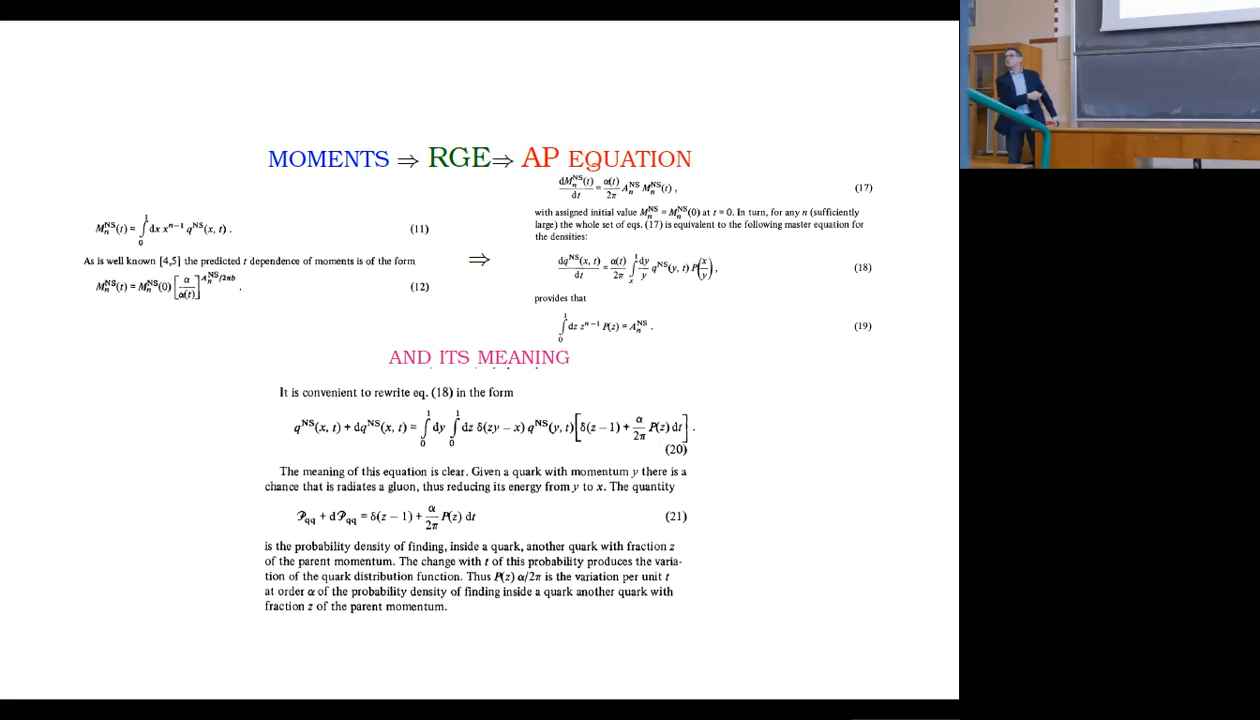 MOMENTS ⇒ RGE ⇒ AP EQUATION
M_n^NS(t) = ∫_0^1 dx x^{n−1} q^NS(x, t) . (11)
As is well known [4,5] the predicted t dependence of moments is of the form
M_n^NS(t) = M_n^NS(0) [α/α(t)]^{A_n^NS/2πb} . (12)
⇒
dM_n^NS(t)/dt = α(t)/2π A_n^NS M_n^NS(t) , (17)
with assigned initial value M_n^NS = M_n^NS(0) at t = 0. In turn, for any n (sufficiently
large) the whole set of eqs. (17) is equivalent to the following master equation for
the densities:
dq^NS(x, t)/dt = α(t)/2π ∫_x^1 dy/y q^NS(y, t) P(x/y) , (18)
provides that
∫_0^1 dz z^{n−1} P(z) = A_n^NS . (19)
AND ITS MEANING
It is convenient to rewrite eq. (18) in the form
q^NS(x, t) + dq^NS(x, t) = ∫_0^1 dy ∫_0^1 dz δ(zy − x) q^NS(y, t) [δ(z − 1) + α/2π P(z) dt] .
(20)
The meaning of this equation is clear. Given a quark with momentum y there is a
chance that is radiates a gluon, thus reducing its energy from y to x. The quantity
𝒫_qq + d𝒫_qq = δ(z − 1) + α/2π P(z) dt (21)
is the probability density of finding, inside a quark, another quark with fraction z
of the parent momentum. The change with t of this probability produces the varia-
tion of the quark distribution function. Thus P(z) α/2π is the variation per unit t
at order α of the probability density of finding inside a quark another quark with
fraction z of the parent momentum.